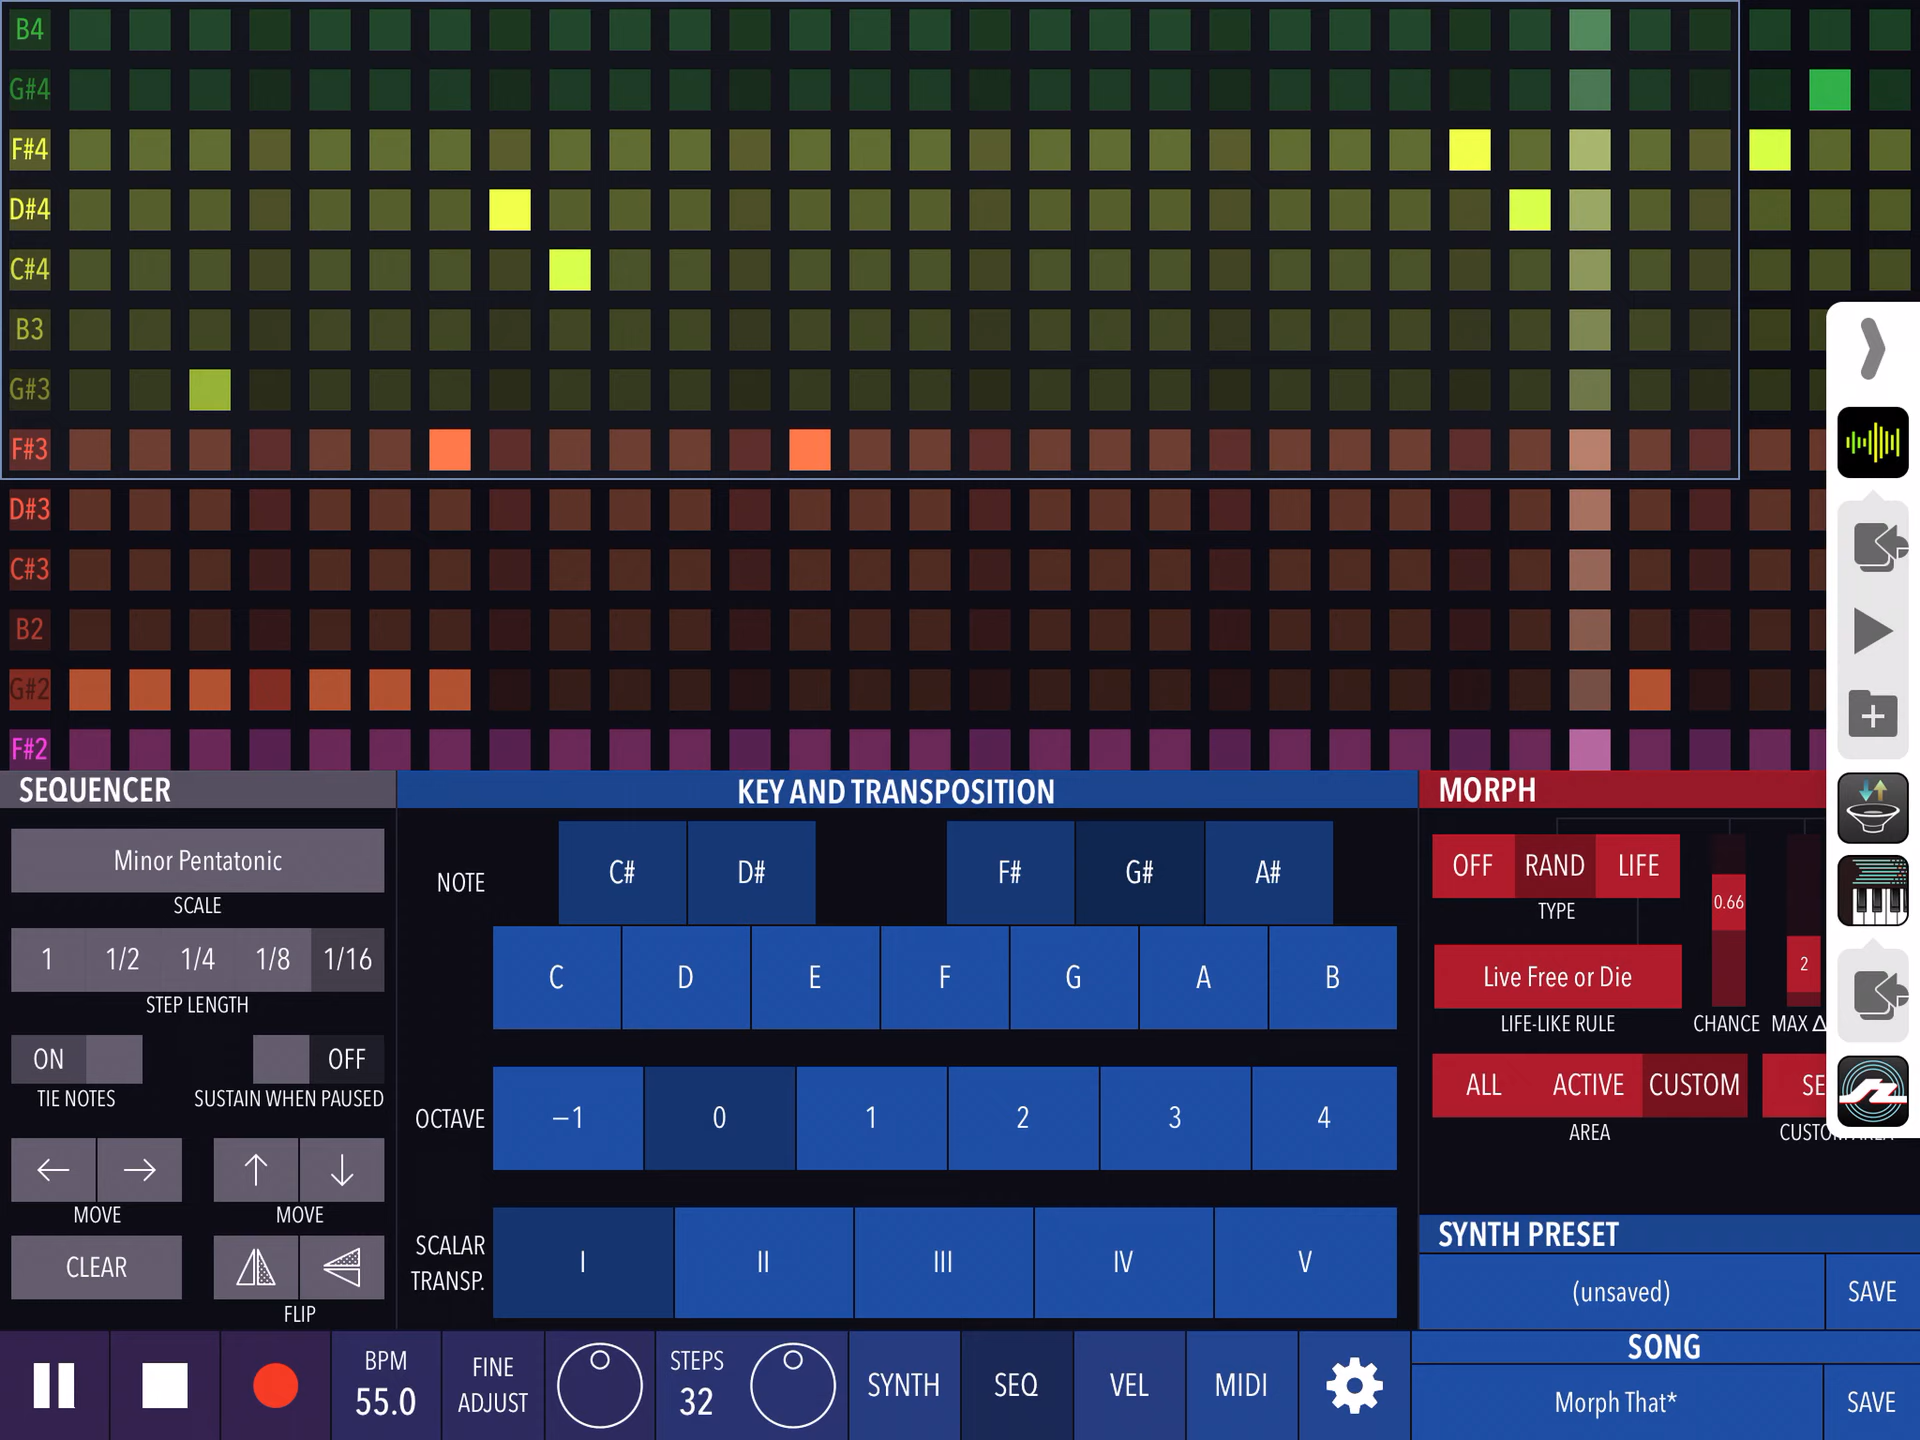 B4
G#4
F#4
D#4
C#4
B3
G#3
F#3
D#3
C#3
B2
G#2
F#2
SEQUENCER
Minor Pentatonic
SCALE
1 1/2 1/4 1/8 1/16
STEP LENGTH
ON
TIE NOTES
OFF
SUSTAIN WHEN PAUSED
MOVE
MOVE
CLEAR
FLIP
KEY AND TRANSPOSITION
NOTE
C# D# F# G# A#
C D E F G A B
OCTAVE
−1 0 1 2 3 4
SCALAR
TRANSP.
I II III IV V
MORPH
OFF RAND LIFE
TYPE
0.66
2
Live Free or Die
LIFE-LIKE RULE
CHANCE MAX Δ
ALL ACTIVE CUSTOM
AREA
SYNTH PRESET
(unsaved) SAVE
SONG
Morph That* SAVE
BPM
55.0
FINE
ADJUST
STEPS
32
SYNTH SEQ VEL MIDI